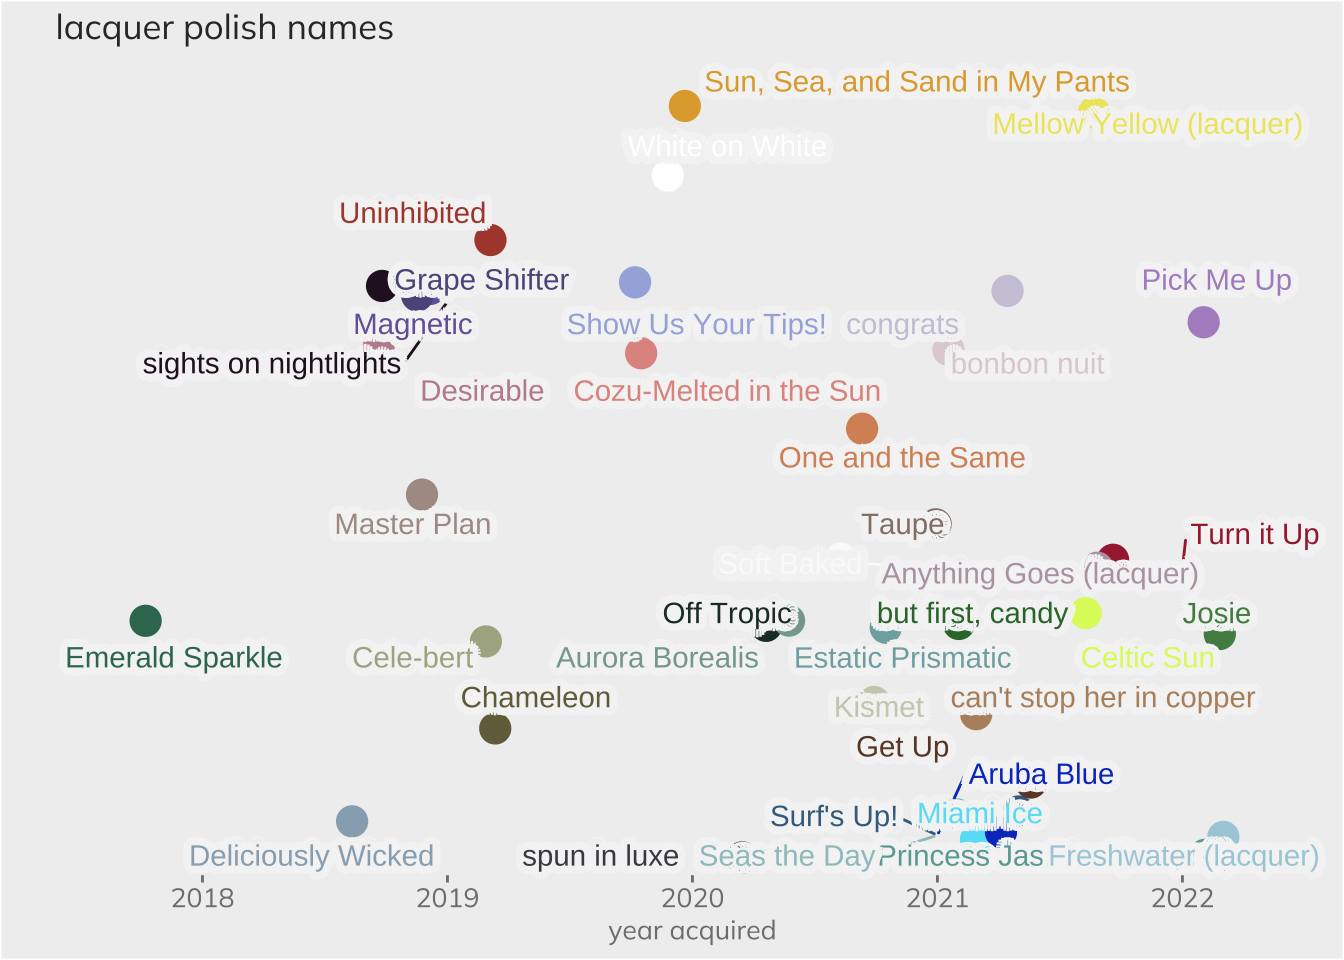 lacquer polish names
Sun, Sea, and Sand in My Pants
Mellow Yellow (lacquer)
White on White
Uninhibited
Grape Shifter
Pick Me Up
Magnetic
Show Us Your Tips!
congrats
sights on nightlights
bonbon nuit
Desirable
Cozu-Melted in the Sun
One and the Same
Master Plan
Taupe
Turn it Up
Soft Baked
Anything Goes (lacquer)
Off Tropic
but first, candy
Josie
Emerald Sparkle
Cele-bert
Aurora Borealis
Estatic Prismatic
Celtic Sun
Chameleon
can't stop her in copper
Kismet
Get Up
Aruba Blue
Surf's Up!
Miami Ice
Deliciously Wicked
spun in luxe
Seas the Day
Princess Jas
Freshwater (lacquer)
2018
2019
2020
2021
2022
year acquired